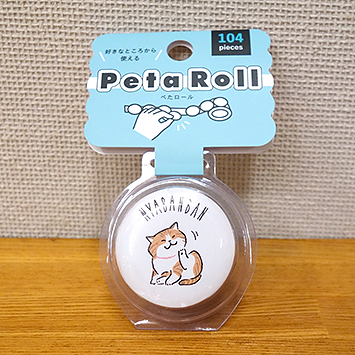 好きなところから
使える
104
pieces
Peta Roll
ぺたロール
NYABANBAN